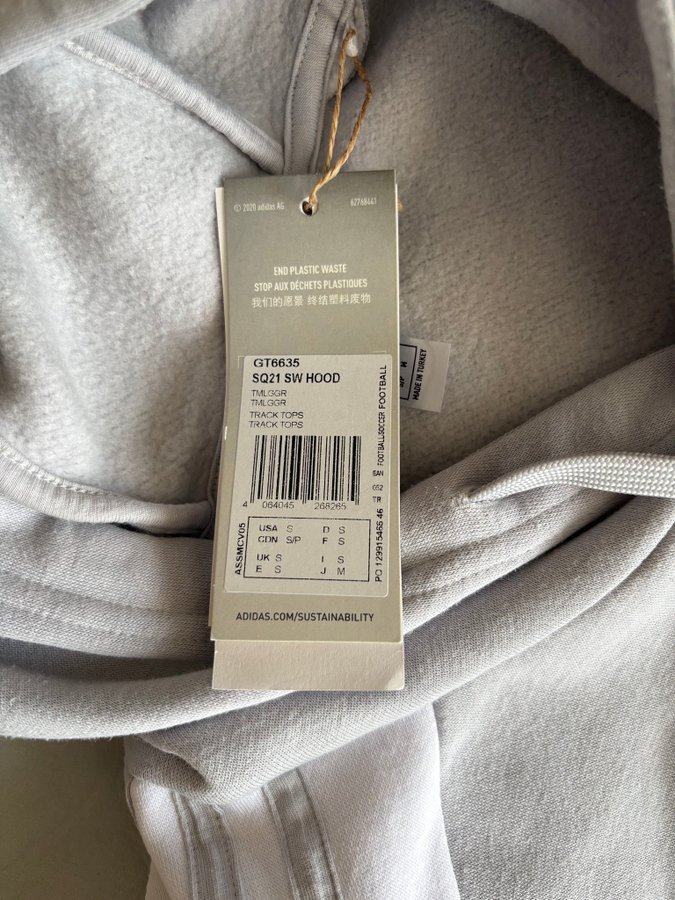 © 2020 adidas AG 62768441
END PLASTIC WASTE
STOP AUX DÉCHETS PLASTIQUES
我们的愿景 终结塑料废物
GT6635
SQ21 SW HOOD
TMLGGR
TMLGGR
TRACK TOPS
TRACK TOPS
4 064045 268265
FOOTBALL/SOCCER FOOTBALL
EAN
052
TR
PO 129915466 46
ASSMCV05
USA S D S
CDN S/P F S
UK S I S
E S J M
ADIDAS.COM/SUSTAINABILITY
S/P M
MADE IN TURKEY